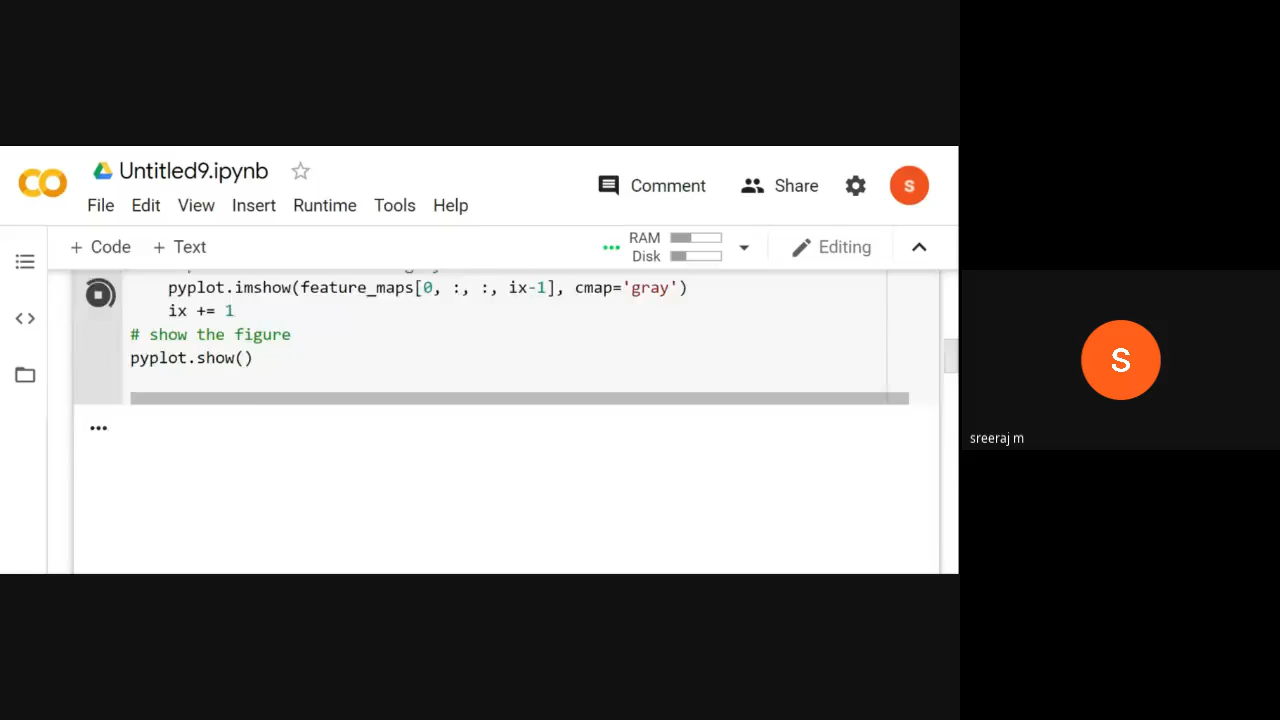 Untitled9.ipynb
File Edit View Insert Runtime Tools Help
Comment Share S
+ Code + Text
RAM
Disk
Editing
pyplot.imshow(feature_maps[0, :, :, ix-1], cmap='gray')
ix += 1
# show the figure
pyplot.show()
S
sreeraj m